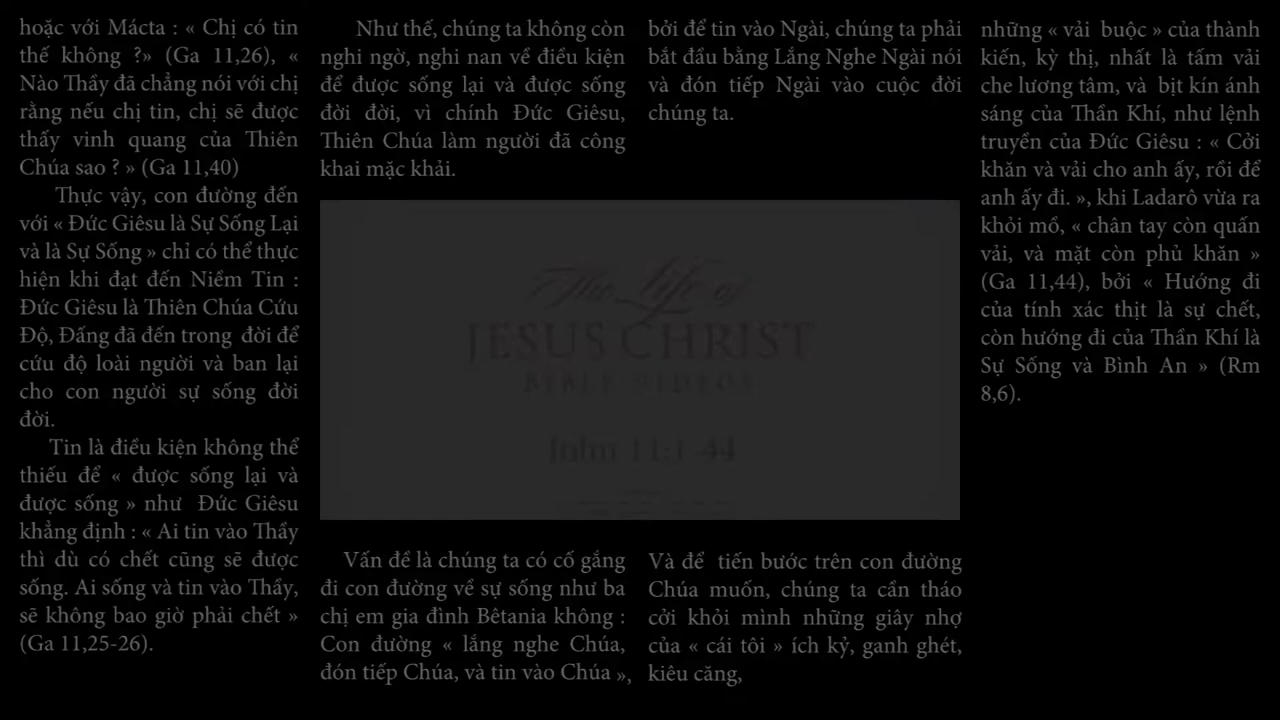 hoặc với Mácta : « Chị có tin
thế không ?» (Ga 11,26), «
Nào Thầy đã chẳng nói với chị
rằng nếu chị tin, chị sẽ được
thấy vinh quang của Thiên
Chúa sao ? » (Ga 11,40)
Thực vậy, con đường đến
với « Đức Giêsu là Sự Sống Lại
và là Sự Sống » chỉ có thể thực
hiện khi đạt đến Niềm Tin :
Đức Giêsu là Thiên Chúa Cứu
Độ, Đấng đã đến trong đời để
cứu độ loài người và ban lại
cho con người sự sống đời
đời.
Tin là điều kiện không thể
thiếu để « được sống lại và
được sống » như Đức Giêsu
khẳng định : « Ai tin vào Thầy
thì dù có chết cũng sẽ được
sống. Ai sống và tin vào Thầy,
sẽ không bao giờ phải chết »
(Ga 11,25-26).
Như thế, chúng ta không còn
nghi ngờ, nghi nan về điều kiện
để được sống lại và được sống
đời đời, vì chính Đức Giêsu,
Thiên Chúa làm người đã công
khai mặc khải.
The Life of
JESUS CHRIST
BIBLE VIDEOS
John 11:1-44
Vấn đề là chúng ta có cố gắng
đi con đường về sự sống như ba
chị em gia đình Bêtania không :
Con đường « lắng nghe Chúa,
đón tiếp Chúa, và tin vào Chúa »,
bởi để tin vào Ngài, chúng ta phải
bắt đầu bằng Lắng Nghe Ngài nói
và đón tiếp Ngài vào cuộc đời
chúng ta.
Và để tiến bước trên con đường
Chúa muốn, chúng ta cần tháo
cởi khỏi mình những giây nhợ
của « cái tôi » ích kỷ, ganh ghét,
kiêu căng,
những « vải buộc » của thành
kiến, kỳ thị, nhất là tấm vải
che lương tâm, và bịt kín ánh
sáng của Thần Khí, như lệnh
truyền của Đức Giêsu : « Cởi
khăn và vải cho anh ấy, rồi để
anh ấy đi. », khi Ladarô vừa ra
khỏi mồ, « chân tay còn quấn
vải, và mặt còn phủ khăn »
(Ga 11,44), bởi « Hướng đi
của tính xác thịt là sự chết,
còn hướng đi của Thần Khí là
Sự Sống và Bình An » (Rm
8,6).